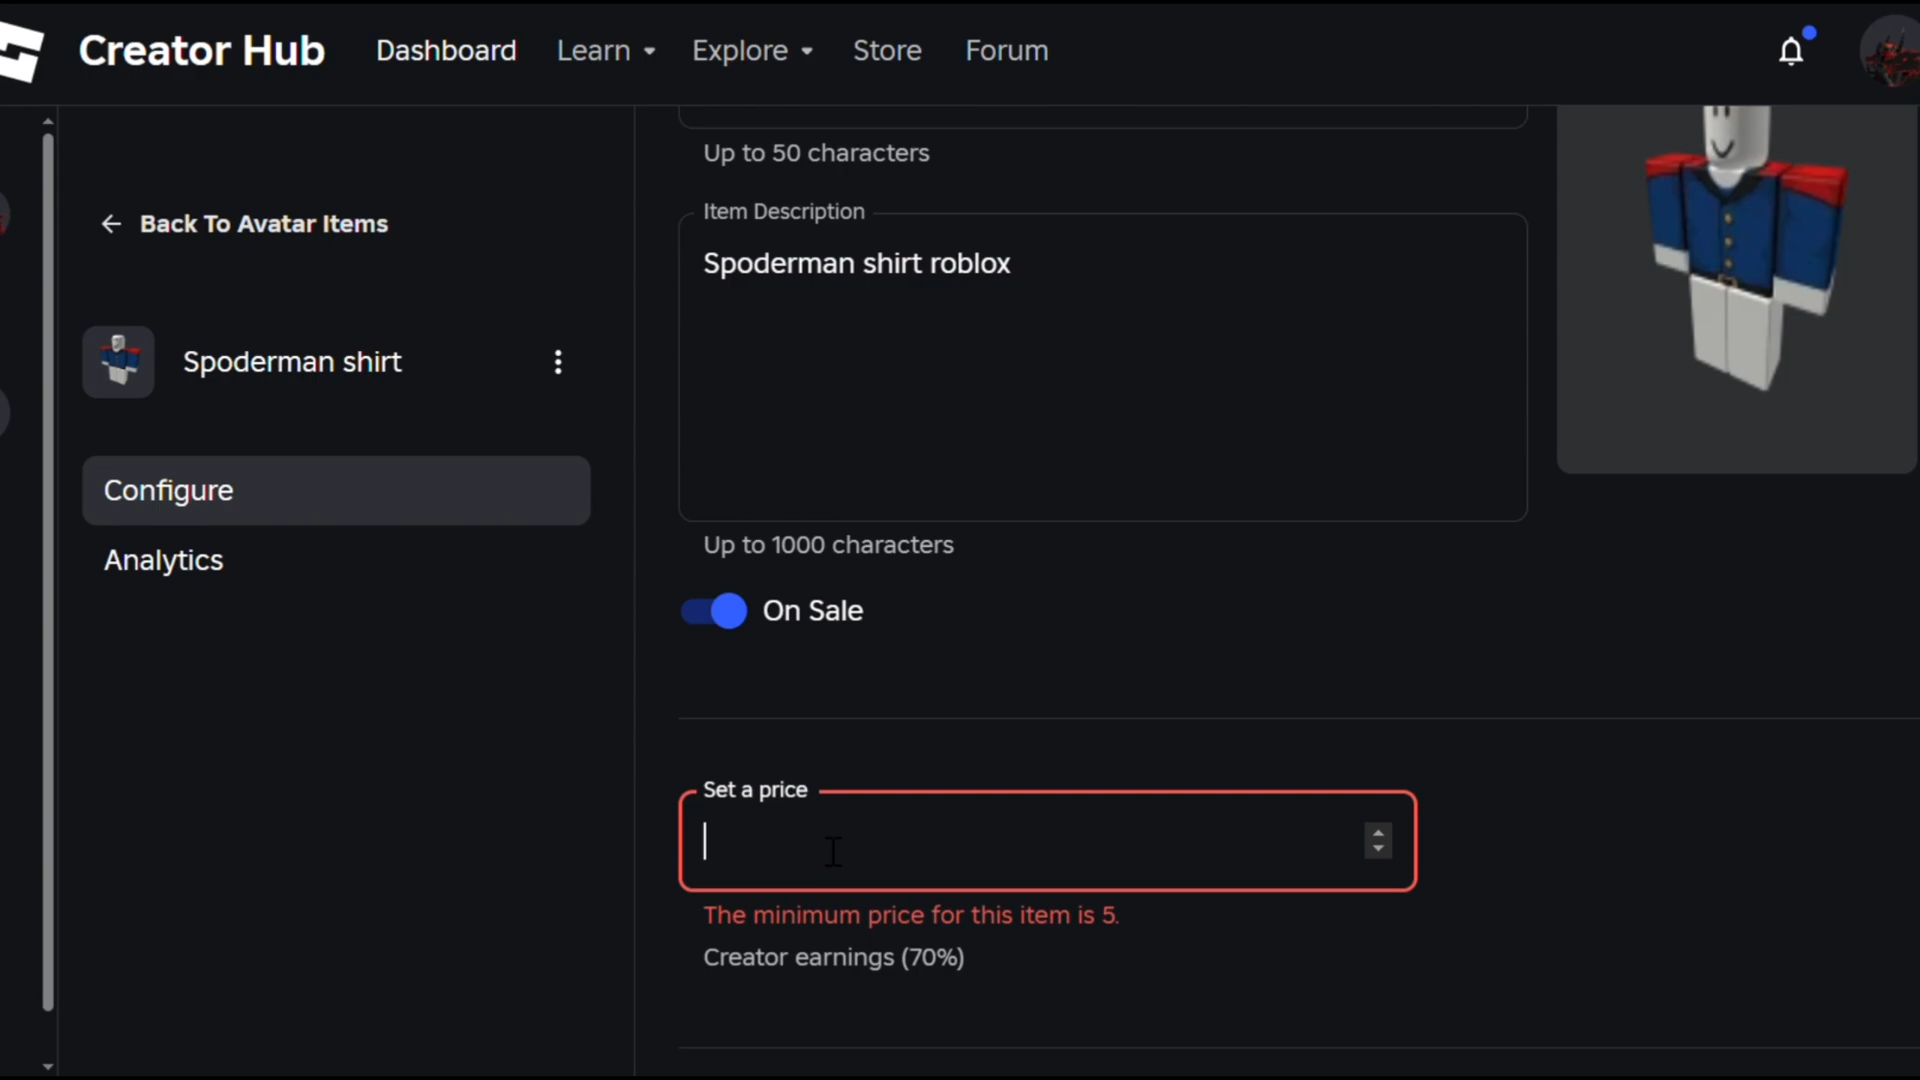 Creator Hub Dashboard Learn Explore Store Forum
Back To Avatar Items
Spoderman shirt
Configure
Analytics
Up to 50 characters
Item Description
Spoderman shirt roblox
Up to 1000 characters
On Sale
Set a price
The minimum price for this item is 5.
Creator earnings (70%)